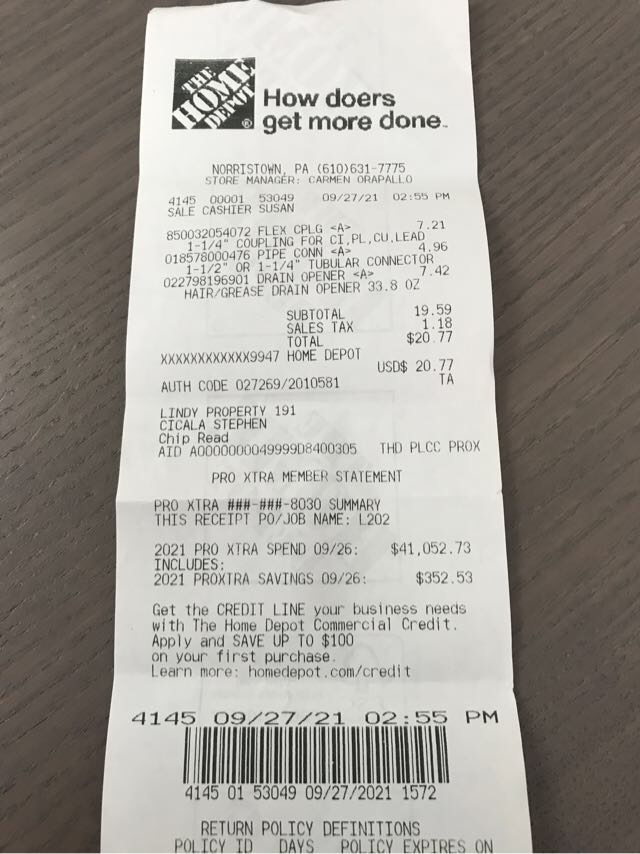 THE
HOME
DEPOT
®
How doers
get more done™
NORRISTOWN, PA (610)631-7775
STORE MANAGER: CARMEN ORAPALLO
4145 00001 53049 09/27/21 02:55 PM
SALE CASHIER SUSAN
850032054072 FLEX CPLG <A> 7.21
1-1/4" COUPLING FOR CI,PL,CU,LEAD
018578000476 PIPE CONN <A> 4.96
1-1/2" OR 1-1/4" TUBULAR CONNECTOR
022798196901 DRAIN OPENER <A> 7.42
HAIR/GREASE DRAIN OPENER 33.8 OZ
SUBTOTAL 19.59
SALES TAX 1.18
TOTAL $20.77
XXXXXXXXXXXX9947 HOME DEPOT
USD$ 20.77
AUTH CODE 027269/2010581 TA
LINDY PROPERTY 191
CICALA STEPHEN
Chip Read
AID A0000000049999D8400305 THD PLCC PROX
PRO XTRA MEMBER STATEMENT
PRO XTRA ###-###-8030 SUMMARY
THIS RECEIPT PO/JOB NAME: L202
2021 PRO XTRA SPEND 09/26: $41,052.73
INCLUDES:
2021 PROXTRA SAVINGS 09/26: $352.53
Get the CREDIT LINE your business needs
with The Home Depot Commercial Credit.
Apply and SAVE UP TO $100
on your first purchase.
Learn more: homedepot.com/credit
4145 09/27/21 02:55 PM
4145 01 53049 09/27/2021 1572
RETURN POLICY DEFINITIONS
POLICY ID DAYS POLICY EXPIRES ON